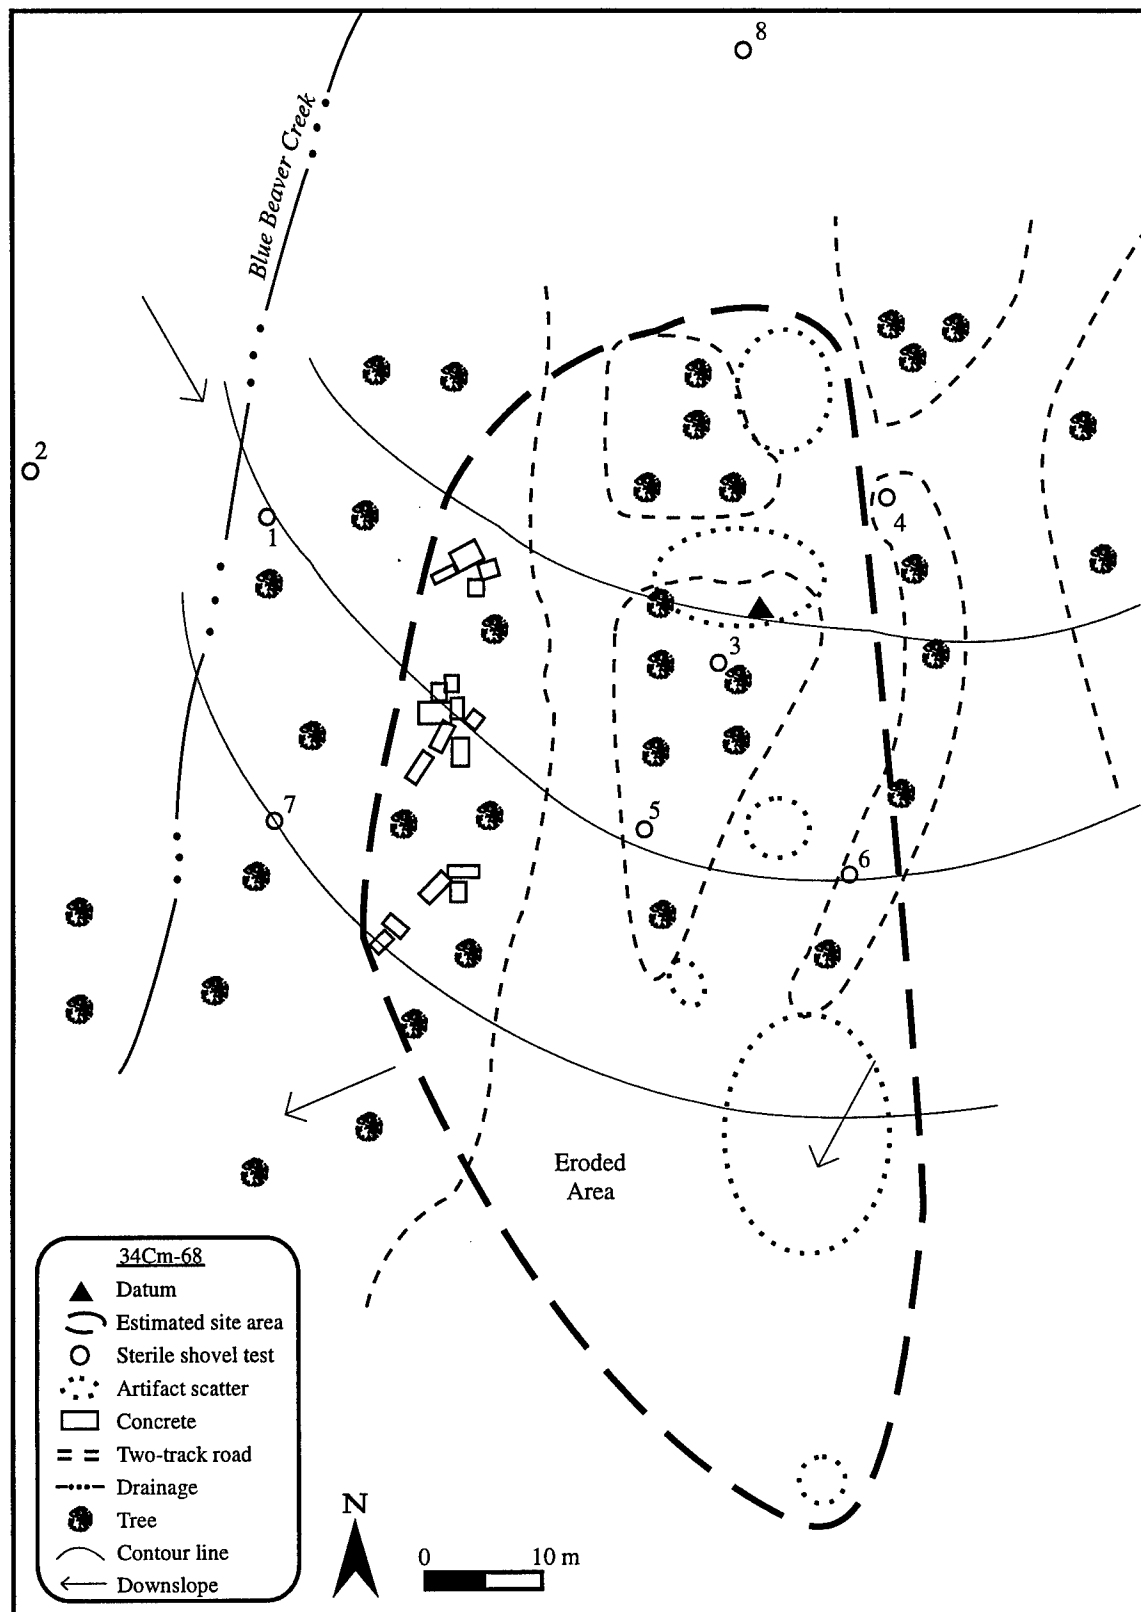 8
Blue Beaver Creek
2
1
4
3
5
7
6
Eroded
Area
34Cm-68
Datum
Estimated site area
Sterile shovel test
Artifact scatter
Concrete
Two-track road
Drainage
Tree
Contour line
Downslope
N
0 10 m